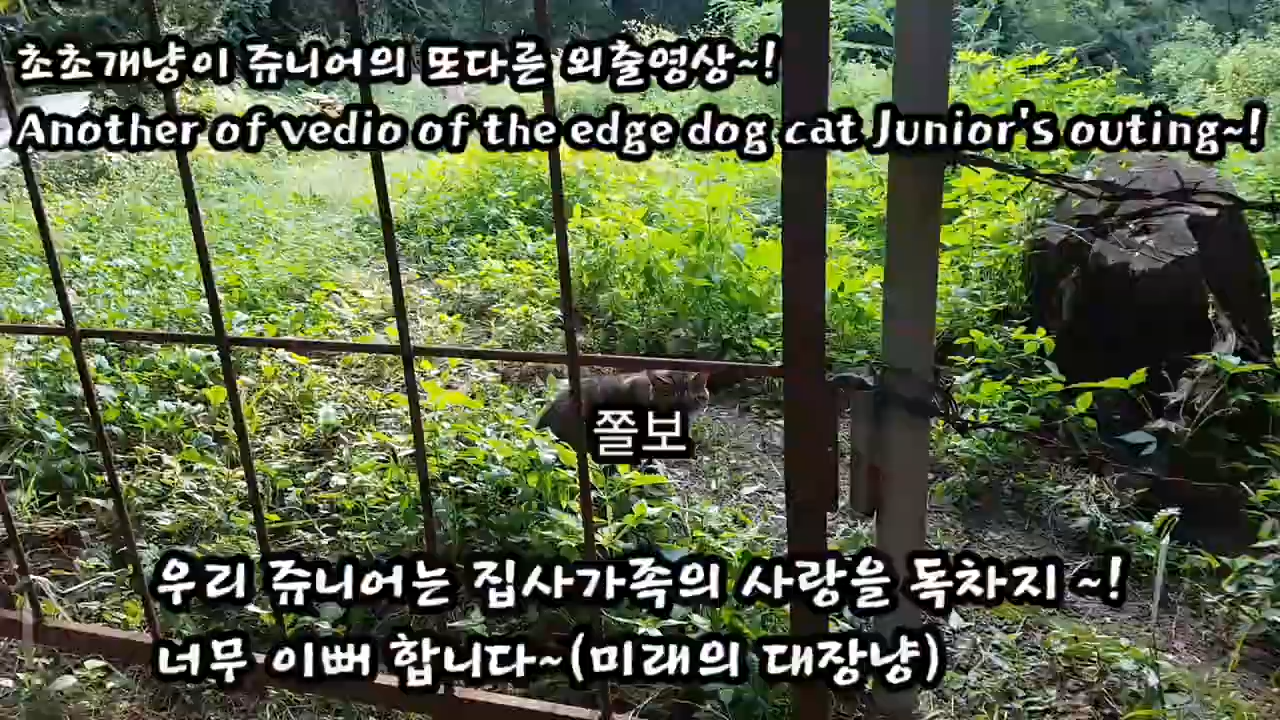 초초개냥이 쥬니어의 또다른 외출영상~!
Another of vedio of the edge dog cat Junior's outing~!
쫄보
우리 쥬니어는 집사가족의 사랑을 독차지 ~!
너무 이뻐 합니다~(미래의 대장냥)